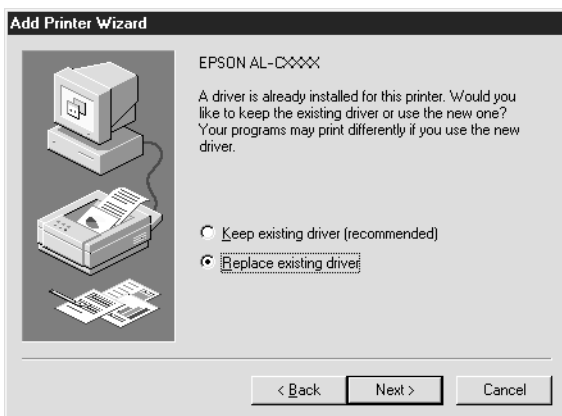 Add Printer Wizard
EPSON AL-CXXXX
A driver is already installed for this printer. Would you
like to keep the existing driver or use the new one?
Your programs may print differently if you use the new
driver.
Keep existing driver (recommended)
Replace existing driver
< Back Next > Cancel